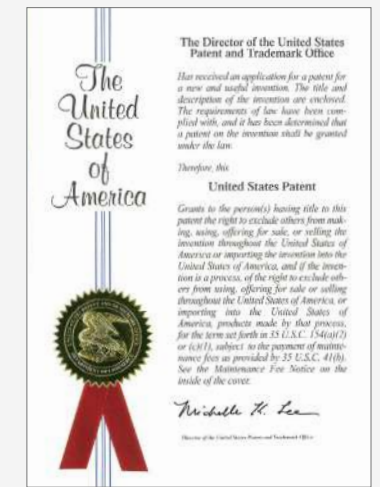 The
United
States
of
America
The Director of the United States
Patent and Trademark Office
Has received an application for a patent for
a new and useful invention. The title and
description of the invention are enclosed.
The requirements of law have been com-
plied with, and it has been determined that
a patent on the invention shall be granted
under the law.
Therefore, this
United States Patent
Grants to the person(s) having title to this
patent the right to exclude others from mak-
ing, using, offering for sale, or selling the
invention throughout the United States of
America or importing the invention into the
United States of America, and if the inven-
tion is a process, of the right to exclude oth-
ers from using, offering for sale or selling
throughout the United States of America, or
importing into the United States of
America, products made by that process,
for the term set forth in 35 U.S.C. 154(a)(2)
or (c)(1), subject to the payment of mainte-
nance fees as provided by 35 U.S.C. 41(b).
See the Maintenance Fee Notice on the
inside of the cover.
Michelle K. Lee
Director of the United States Patent and Trademark Office